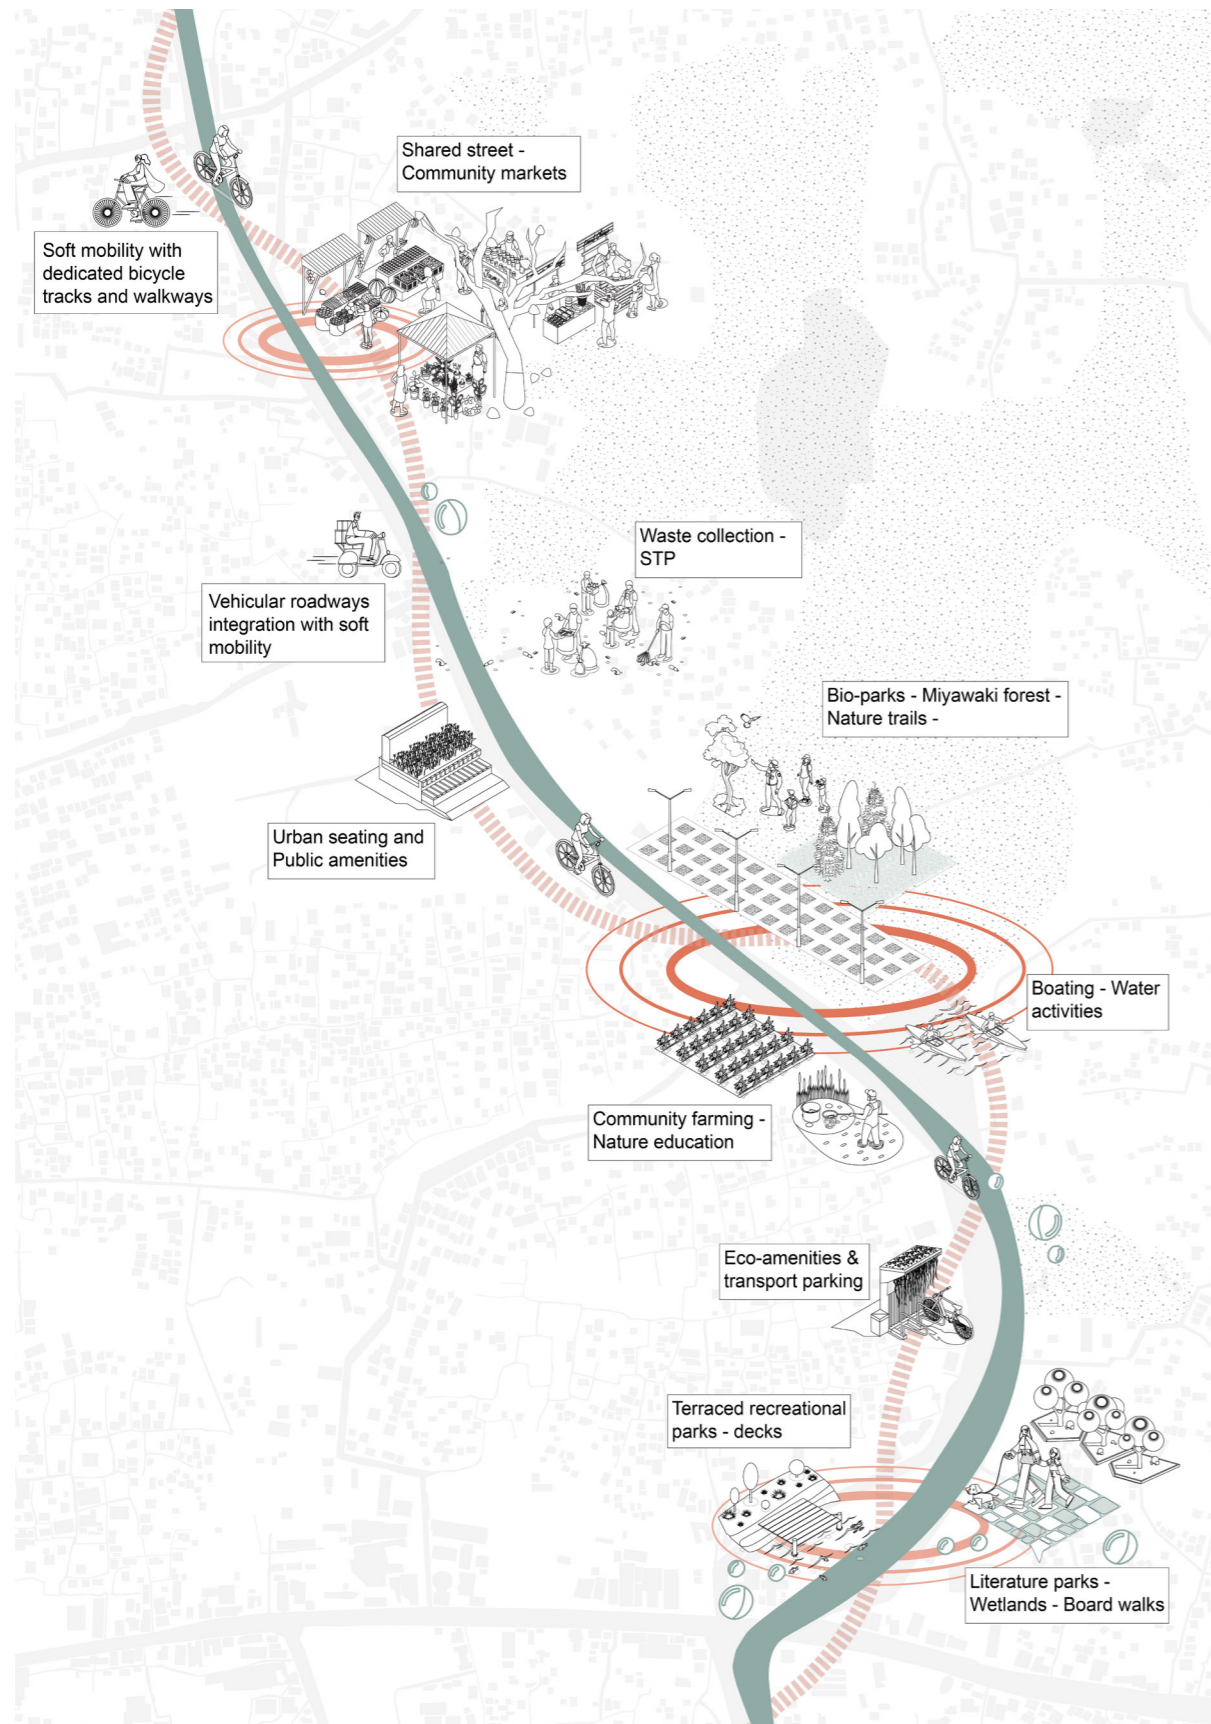 Shared street -
Community markets
Soft mobility with
dedicated bicycle
tracks and walkways
Waste collection -
STP
Vehicular roadways
integration with soft
mobility
Bio-parks - Miyawaki forest -
Nature trails -
Urban seating and
Public amenities
Boating - Water
activities
Community farming -
Nature education
Eco-amenities &
transport parking
Terraced recreational
parks - decks
Literature parks -
Wetlands - Board walks